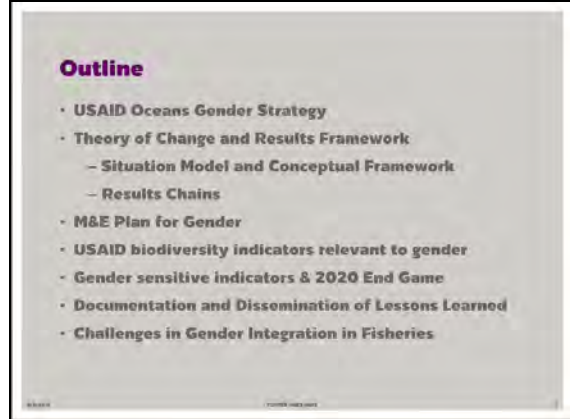 Outline
• USAID Oceans Gender Strategy
• Theory of Change and Results Framework
– Situation Model and Conceptual Framework
– Results Chains
• M&E Plan for Gender
• USAID biodiversity indicators relevant to gender
• Gender sensitive indicators & 2020 End Game
• Documentation and Dissemination of Lessons Learned
• Challenges in Gender Integration in Fisheries